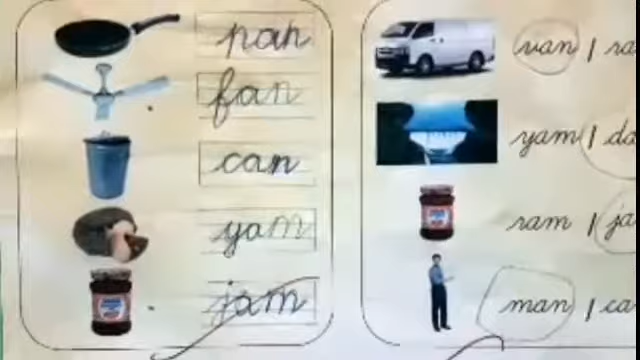 pan
fan
can
yam
jam
van | ra
yam | da
ram | ja
man | ca